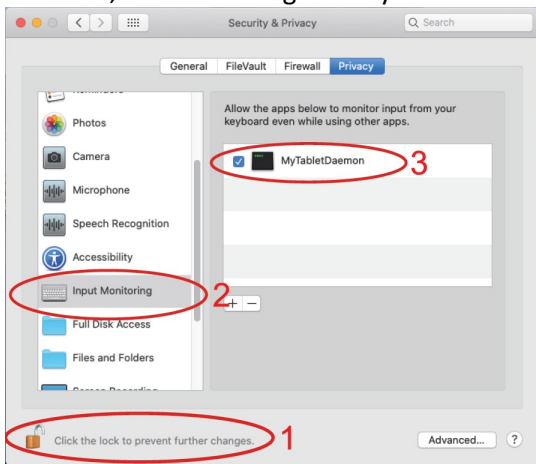 Security & Privacy
Search
General FileVault Firewall Privacy
Photos
Camera
Microphone
Speech Recognition
Accessibility
Input Monitoring
Full Disk Access
Files and Folders
Allow the apps below to monitor input from your
keyboard even while using other apps.
MyTabletDaemon
3
2
+ −
Click the lock to prevent further changes.
1
Advanced...
?